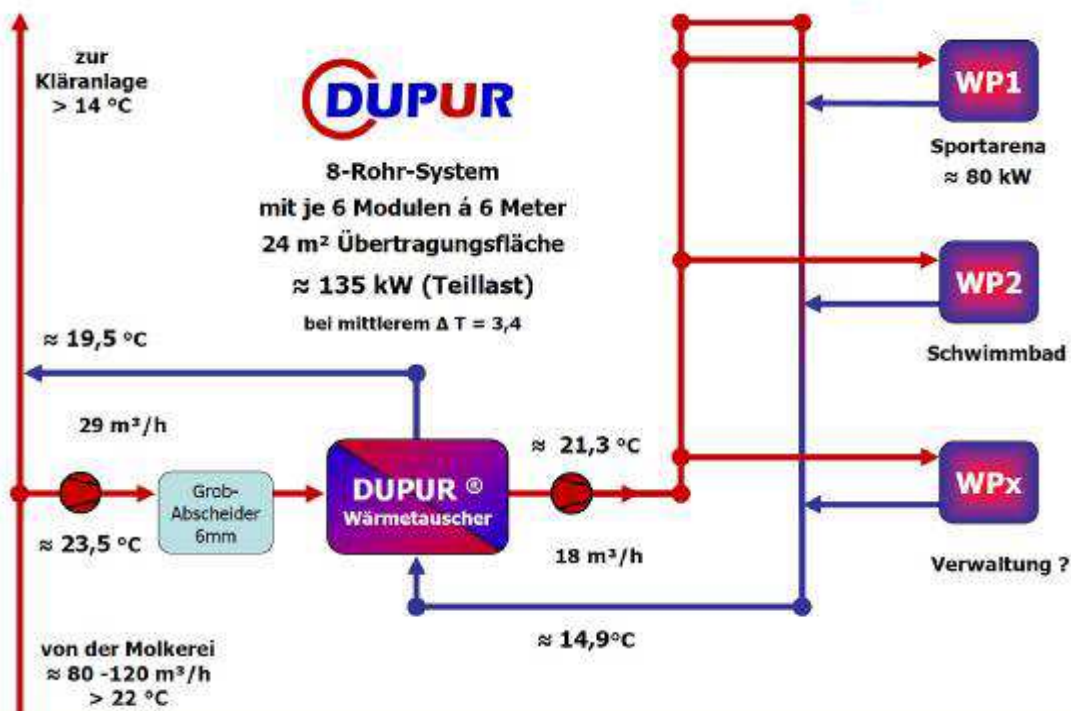 zur
Kläranlage
> 14 °C
DUPUR
8-Rohr-System
mit je 6 Modulen á 6 Meter
24 m² Übertragungsfläche
≈ 135 kW (Teillast)
bei mittlerem Δ T = 3,4
WP1
Sportarena
≈ 80 kW
WP2
Schwimmbad
≈ 19,5 °C
29 m³/h
≈ 23,5 °C
Grob-
Abscheider
6mm
DUPUR ®
Wärmetauscher
≈ 21,3 °C
18 m³/h
WPx
Verwaltung ?
≈ 14,9°C
von der Molkerei
≈ 80 -120 m³/h
> 22 °C